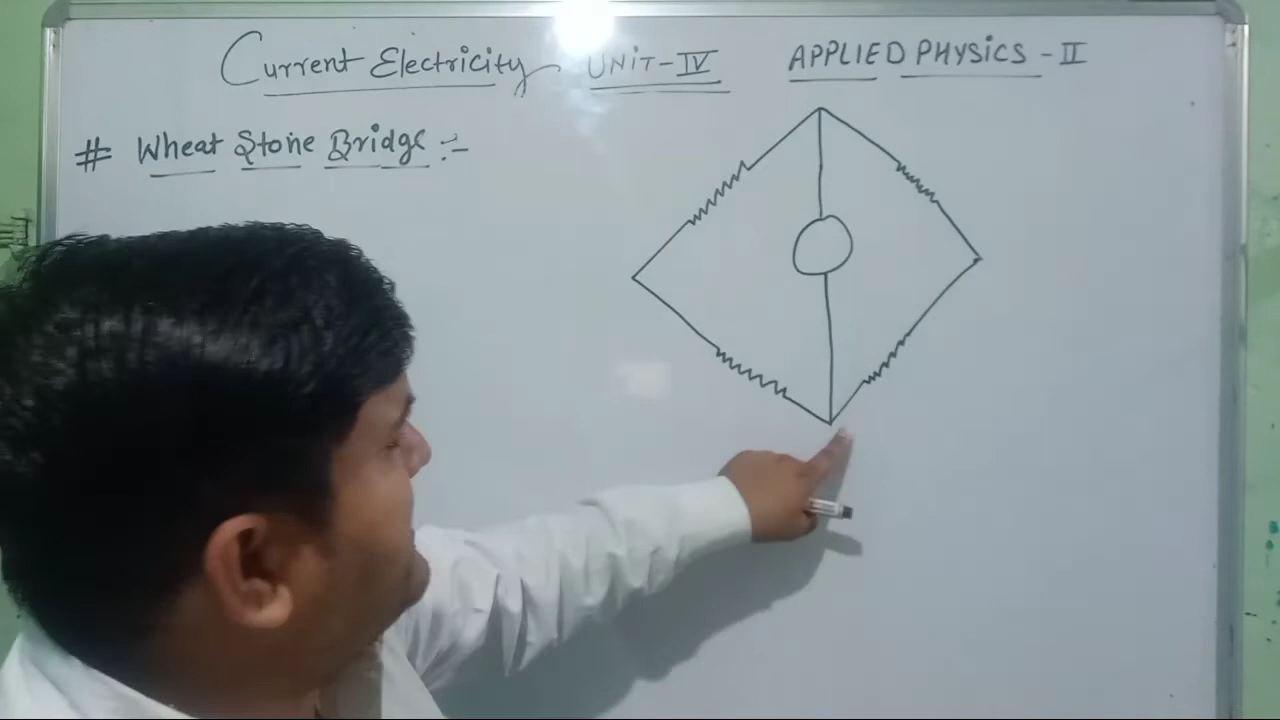 Current Electricity UNIT-IV APPLIED PHYSICS - II
# Wheat Stone Bridge :-